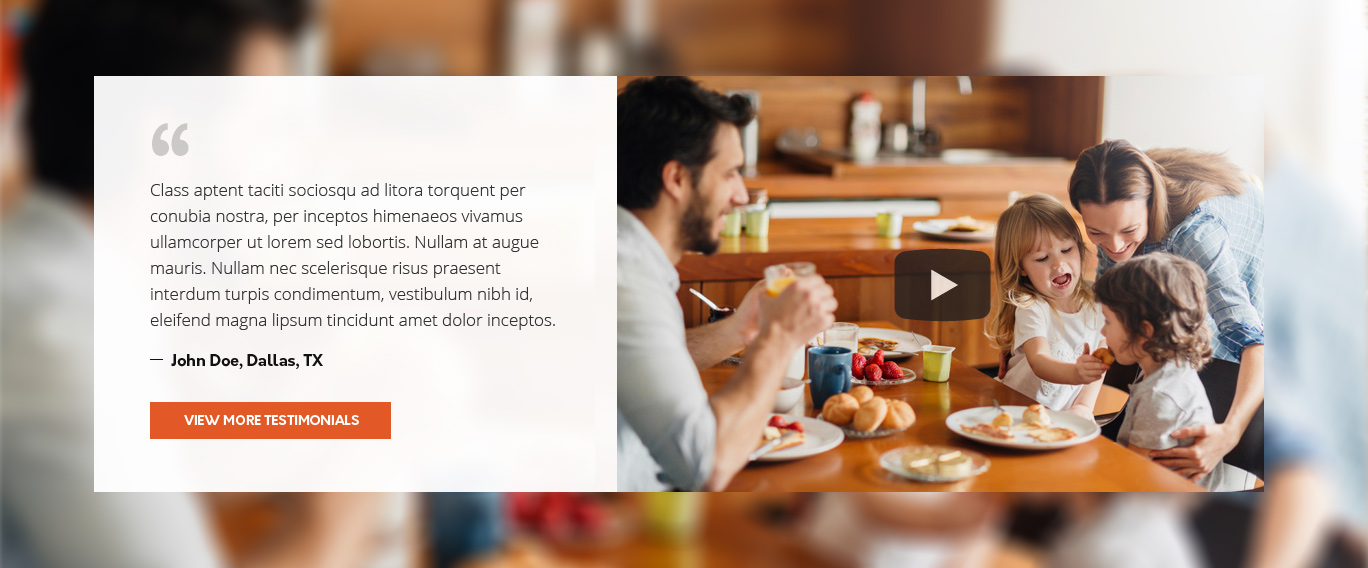 “
Class aptent taciti sociosqu ad litora torquent per
conubia nostra, per inceptos himenaeos vivamus
ullamcorper ut lorem sed lobortis. Nullam at augue
mauris. Nullam nec scelerisque risus praesent
interdum turpis condimentum, vestibulum nibh id,
eleifend magna lipsum tincidunt amet dolor inceptos.
— John Doe, Dallas, TX
VIEW MORE TESTIMONIALS